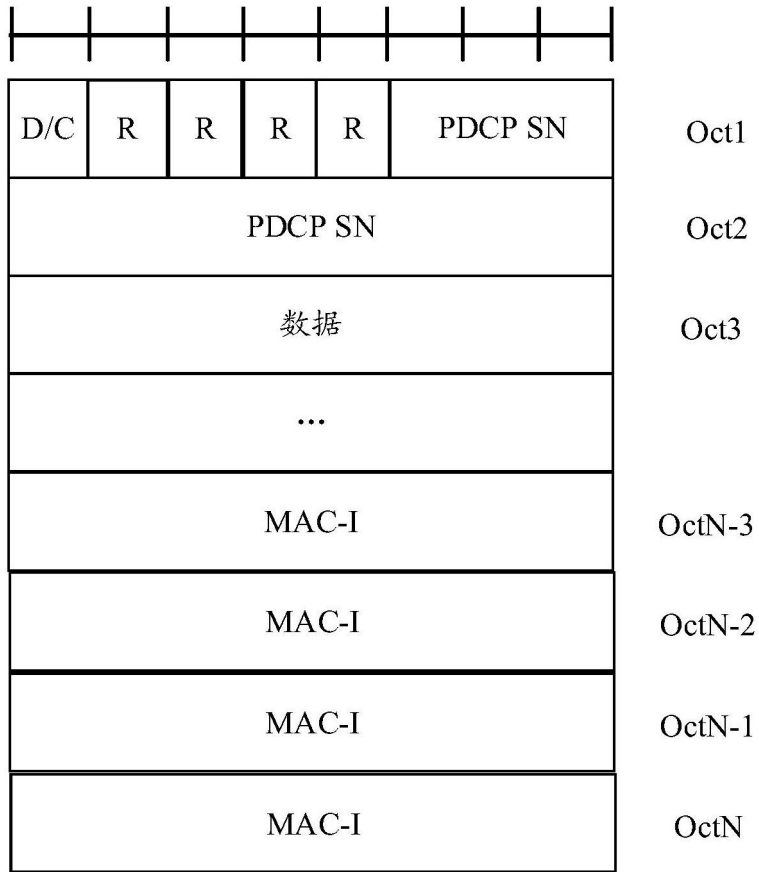 D/C R R R R PDCP SN Oct1
PDCP SN Oct2
数据 Oct3
...
MAC-I OctN-3
MAC-I OctN-2
MAC-I OctN-1
MAC-I OctN